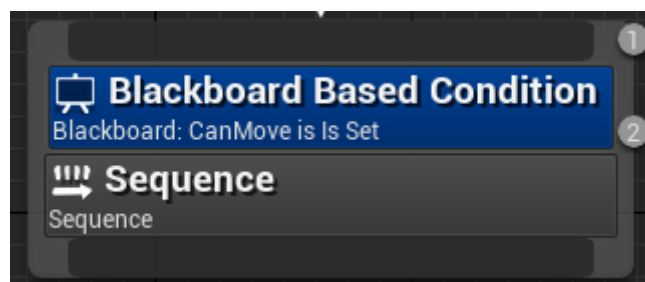 1
Blackboard Based Condition
Blackboard: CanMove is Is Set
2
Sequence
Sequence